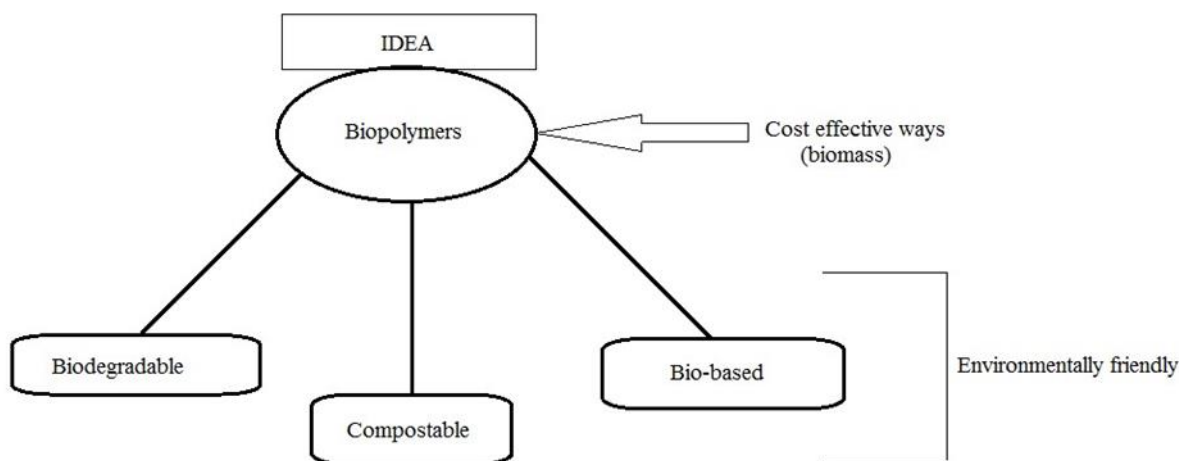 IDEA
Biopolymers
Cost effective ways
(biomass)
Biodegradable
Compostable
Bio-based
Environmentally friendly